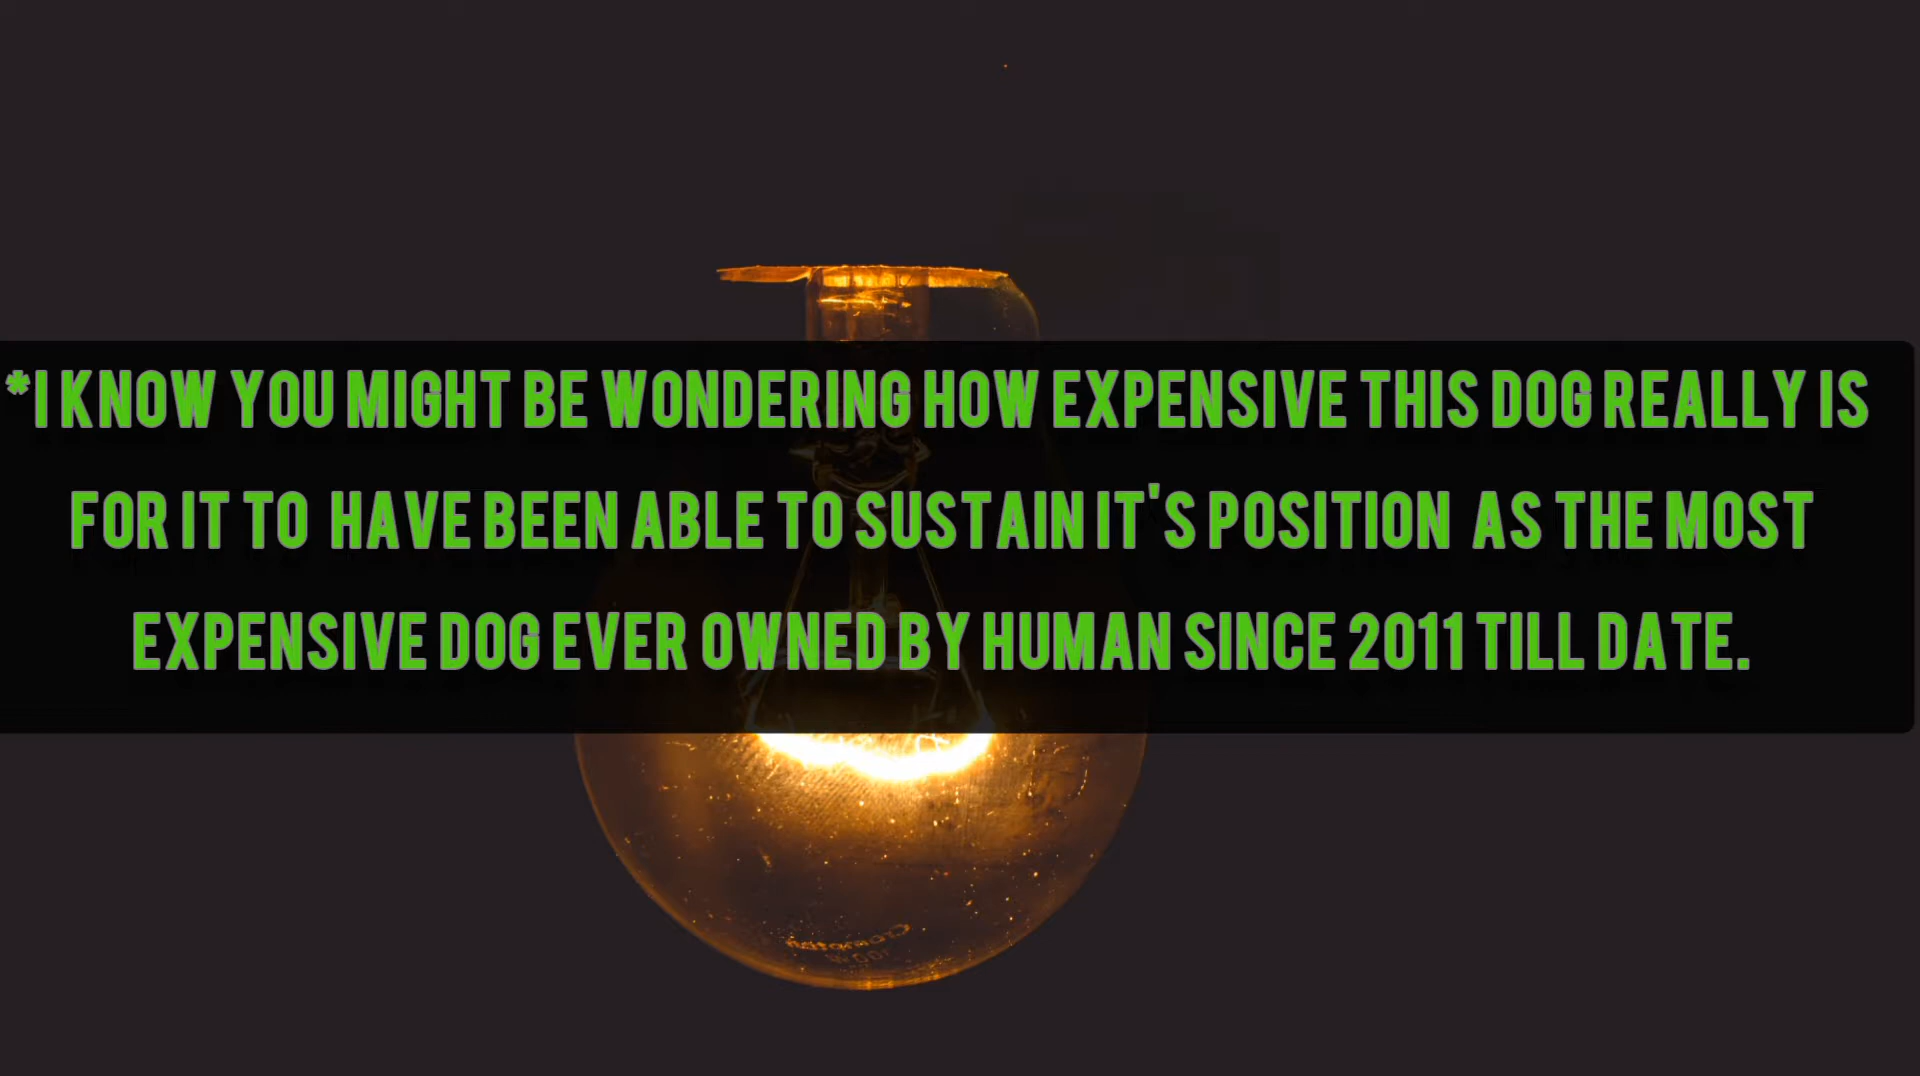 *I KNOW YOU MIGHT BE WONDERING HOW EXPENSIVE THIS DOG REALLY IS
FOR IT TO HAVE BEEN ABLE TO SUSTAIN IT'S POSITION AS THE MOST
EXPENSIVE DOG EVER OWNED BY HUMAN SINCE 2011 TILL DATE.